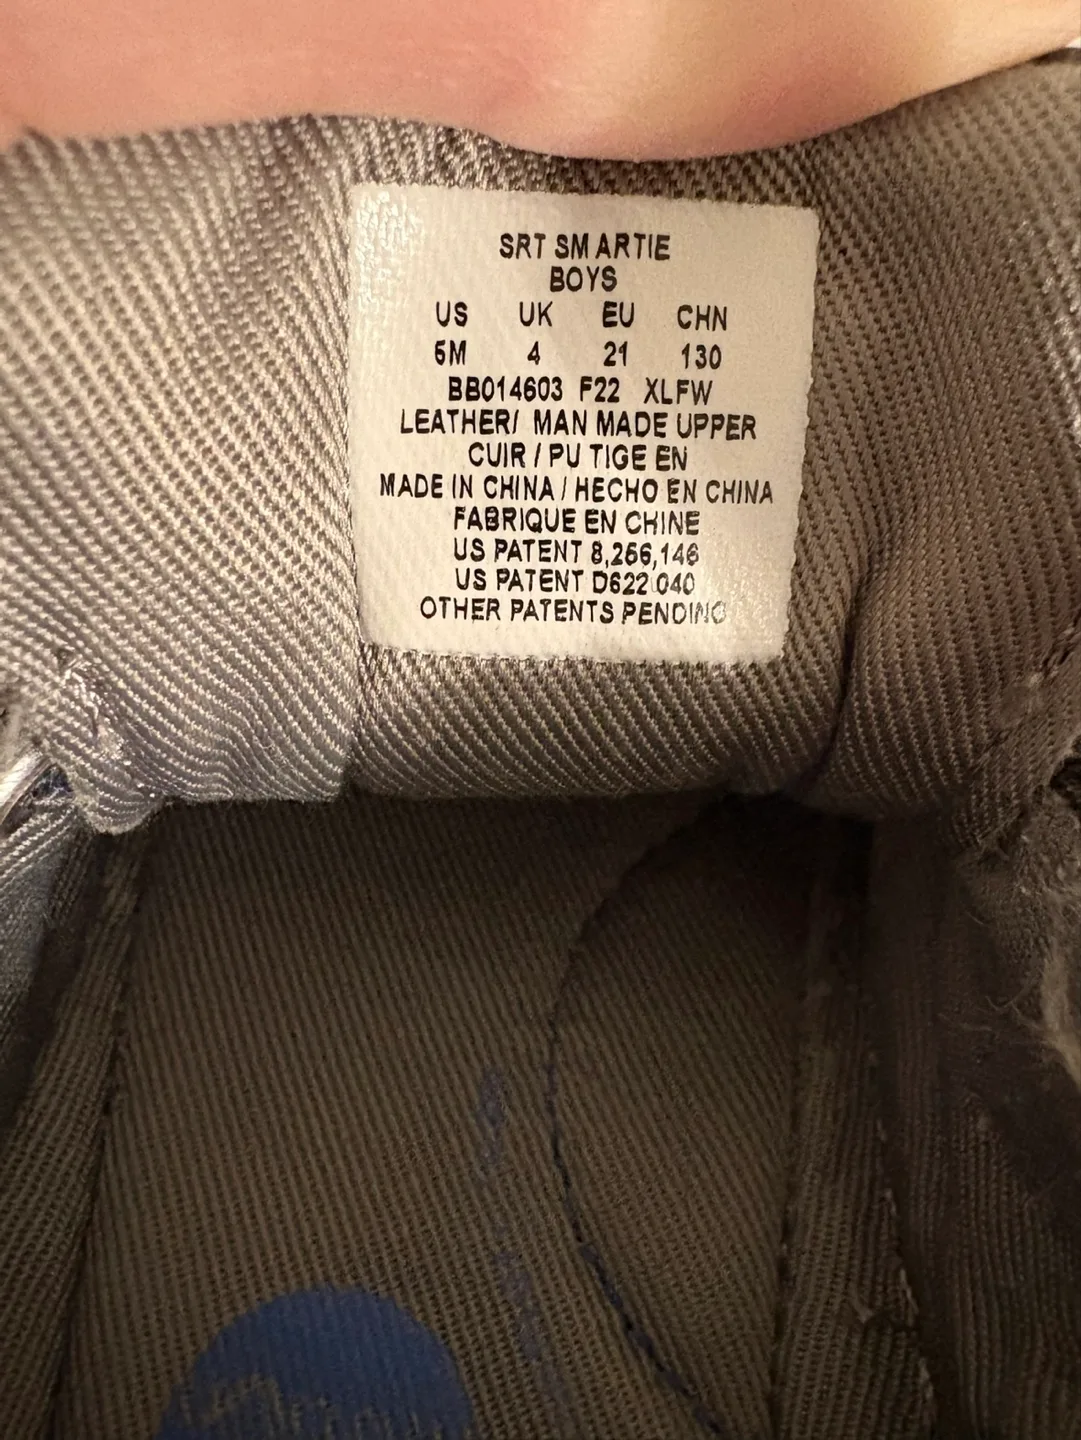 SRT SM ARTIE
BOYS
US UK EU CHN
5M 4 21 130
BB014603 F22 XLFW
LEATHER/ MAN MADE UPPER
CUIR / PU TIGE EN
MADE IN CHINA / HECHO EN CHINA
FABRIQUE EN CHINE
US PATENT 8,266,146
US PATENT D622 040
OTHER PATENTS PENDING